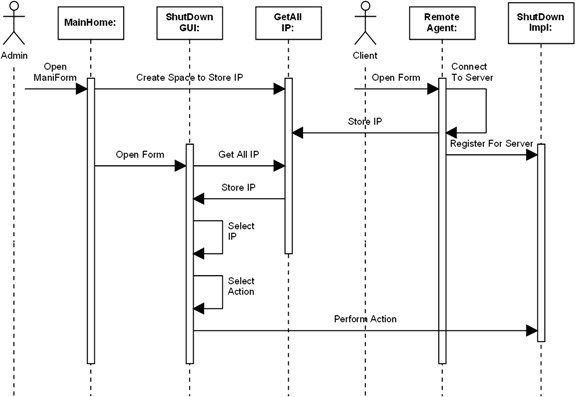 MainHome:
ShutDown
GUI:
GetAll
IP:
Remote
Agent:
ShutDown
Impl:
Admin
Client
Open
ManiForm
Create Space to Store IP
Open Form
Connect
To Server
Store IP
Register For Server
Open Form
Get All IP
Store IP
Select
IP
Select
Action
Perform Action